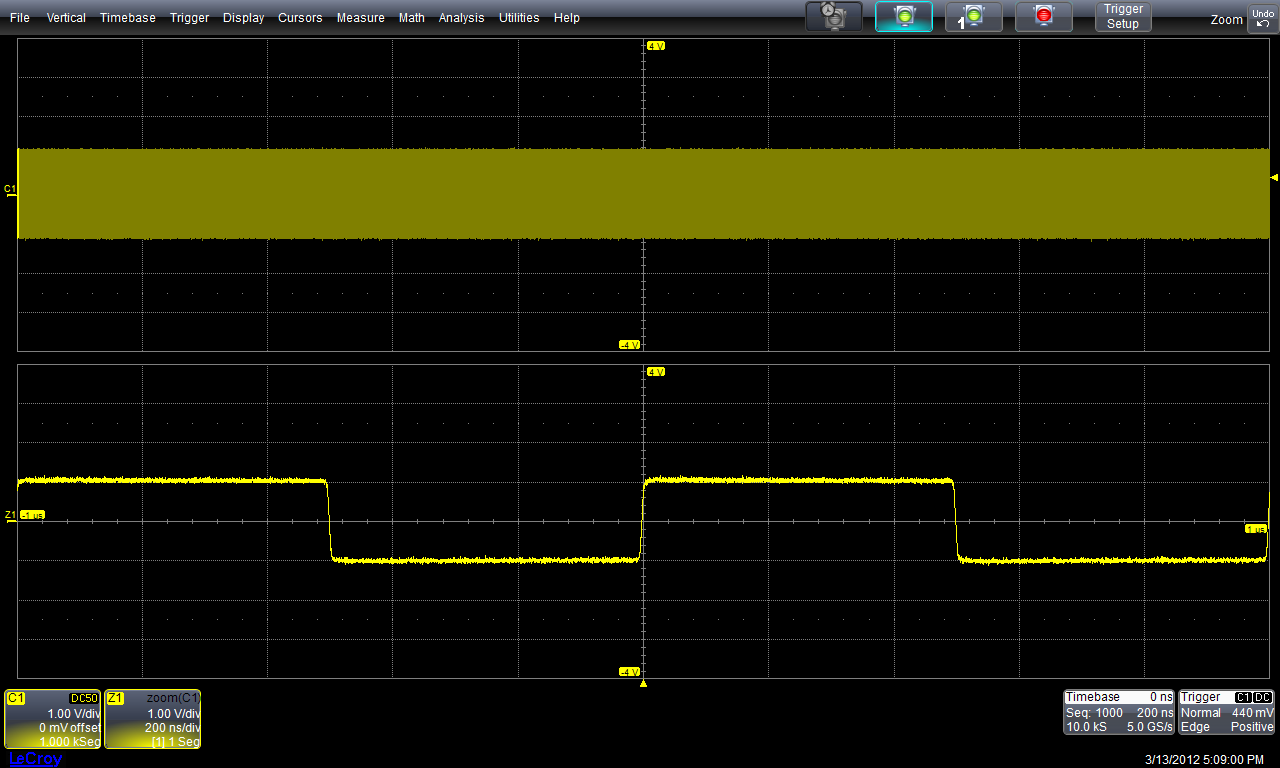 File Vertical Timebase Trigger Display Cursors Measure Math Analysis Utilities Help
1
Trigger
Setup
Zoom
Undo
4 V
C1
-4 V
4 V
Z1
-1 us
1 us
-4 V
C1 DC50
1.00 V/div
0 mV offset
1.000 kSeg
Z1 zoom(C1)
1.00 V/div
200 ns/div
[1] 1 Seg
Timebase 0 ns
Seq: 1000 200 ns
10.0 kS 5.0 GS/s
Trigger C1 DC
Normal 440 mV
Edge Positive
LeCroy
3/13/2012 5:09:00 PM